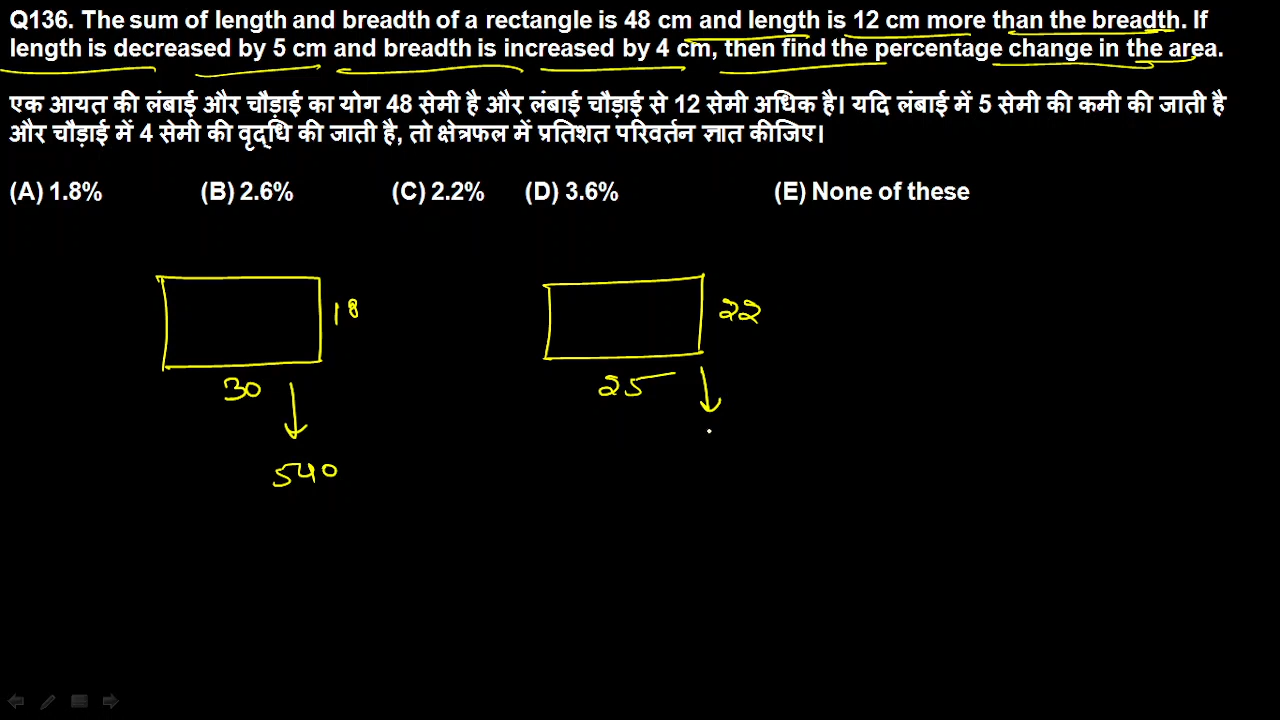 Q136. The sum of length and breadth of a rectangle is 48 cm and length is 12 cm more than the breadth. If
length is decreased by 5 cm and breadth is increased by 4 cm, then find the percentage change in the area.
एक आयत की लंबाई और चौड़ाई का योग 48 सेमी है और लंबाई चौड़ाई से 12 सेमी अधिक है। यदि लंबाई में 5 सेमी की कमी की जाती है
और चौड़ाई में 4 सेमी की वृद्धि की जाती है, तो क्षेत्रफल में प्रतिशत परिवर्तन ज्ञात कीजिए।
(A) 1.8% (B) 2.6% (C) 2.2% (D) 3.6% (E) None of these
18 22
30 25
540